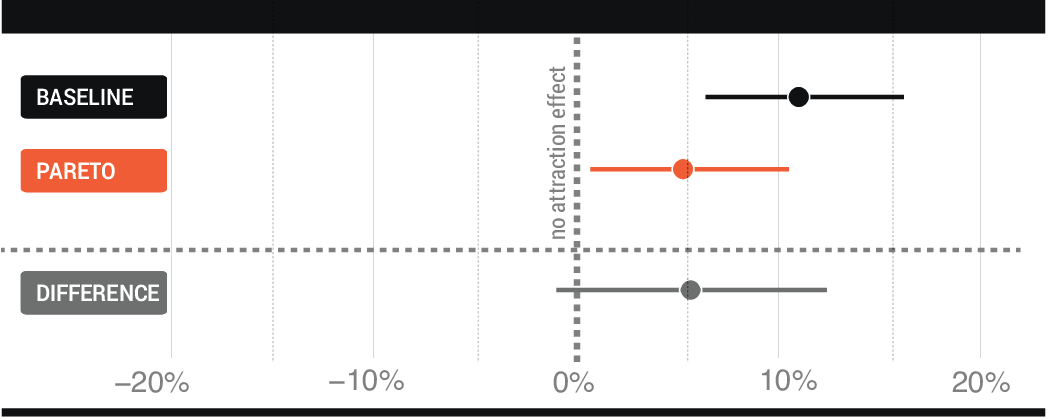 BASELINE
PARETO
no attraction effect
DIFFERENCE
–20%
–10%
0%
10%
20%